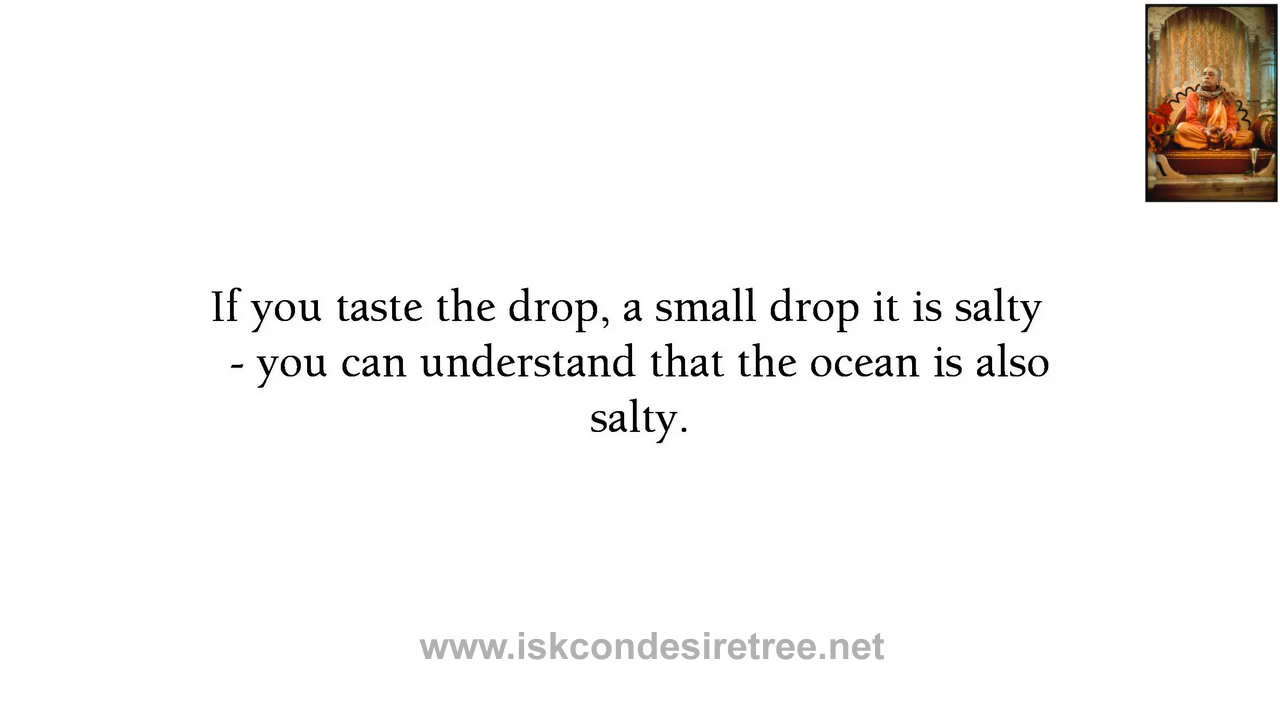 If you taste the drop, a small drop it is salty
- you can understand that the ocean is also
salty.
www.iskcondesiretree.net